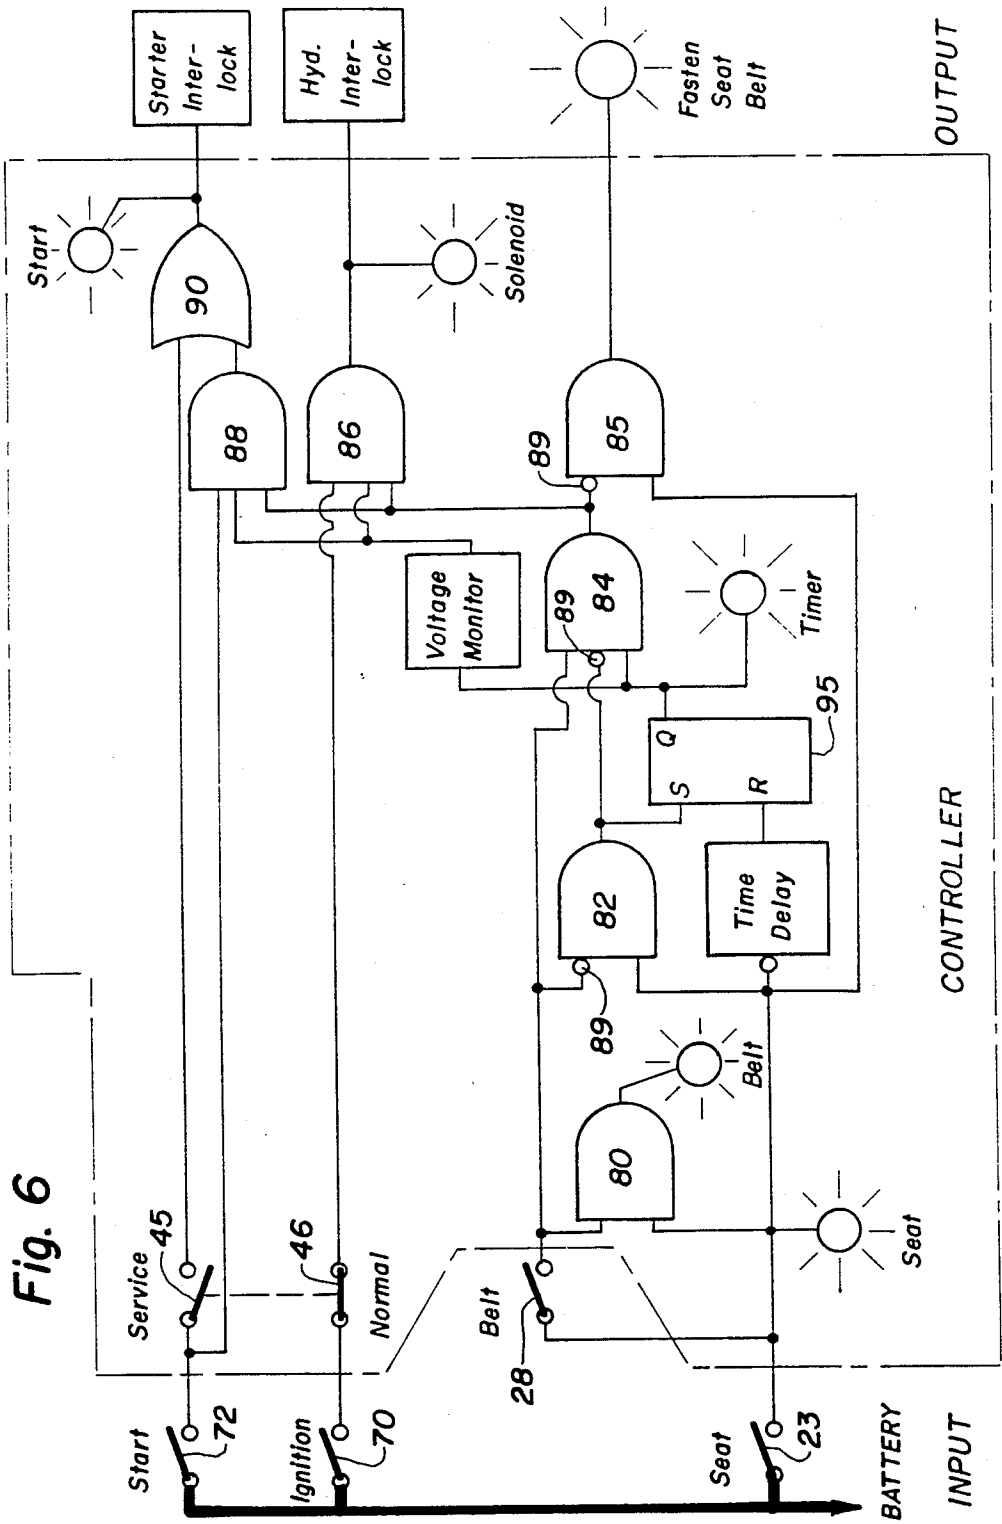 Fig. 6
Start
72
Service
45
Ignition
70
Normal
46
Belt
28
Seat
23
BATTERY
INPUT
Seat
80
Belt
82
89
Time
Delay
S
R
Q
95
Timer
84
89
Voltage
Monitor
85
89
86
88
90
Start
Solenoid
CONTROLLER
Starter
Inter-
lock
Hyd.
Inter-
lock
Fasten
Seat
Belt
OUTPUT